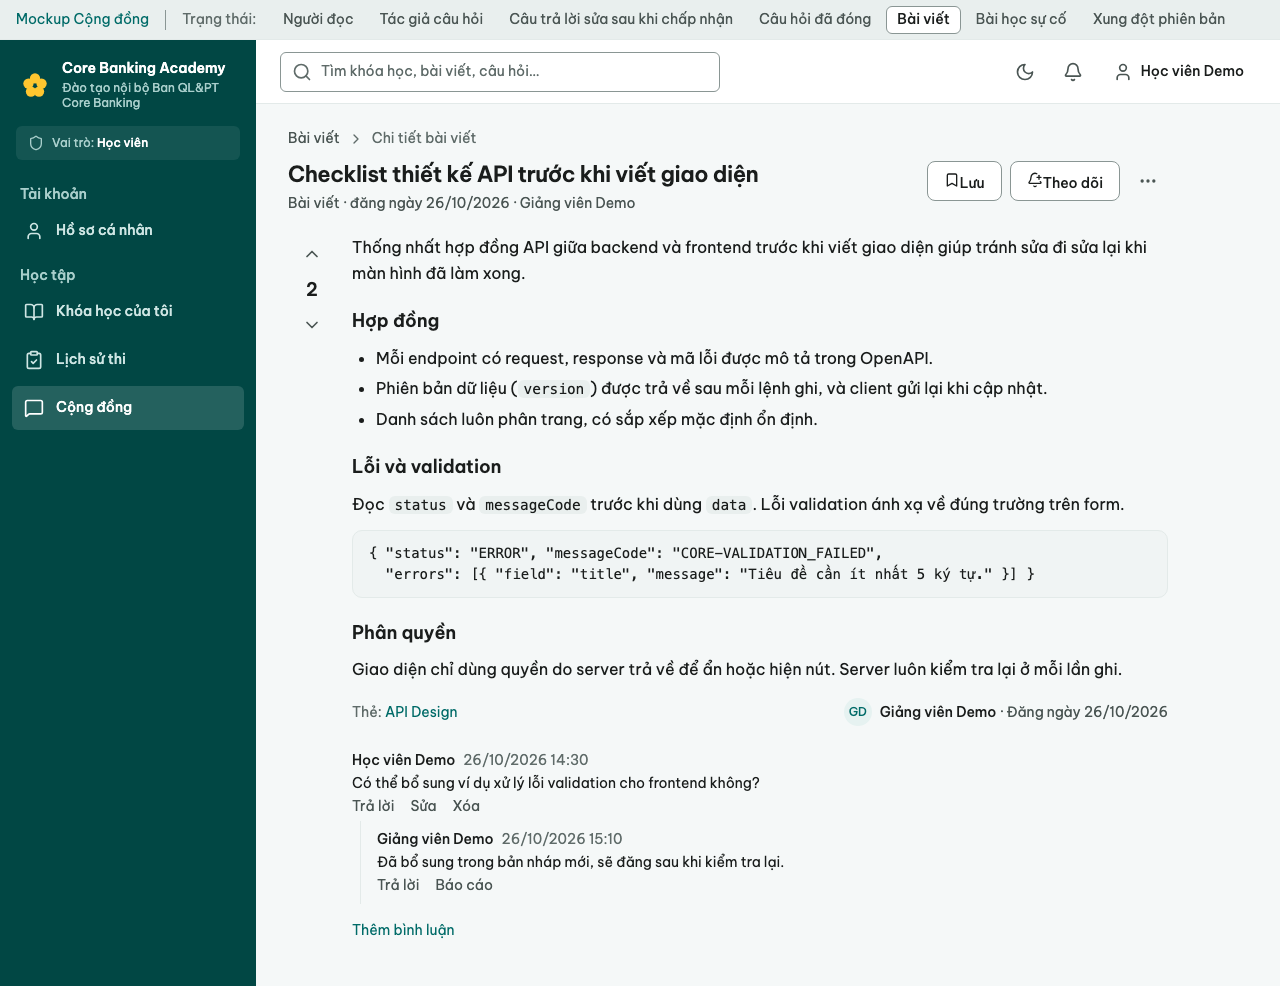 Mockup Cộng đồng
Trạng thái:
Người đọc
Tác giả câu hỏi
Câu trả lời sửa sau khi chấp nhận
Câu hỏi đã đóng
Bài viết
Bài học sự cố
Xung đột phiên bản
Core Banking Academy
Đào tạo nội bộ Ban QL&PT
Core Banking
Vai trò: Học viên
Tài khoản
Hồ sơ cá nhân
Học tập
Khóa học của tôi
Lịch sử thi
Cộng đồng
Tìm khóa học, bài viết, câu hỏi...
Học viên Demo
Bài viết
Chi tiết bài viết
Checklist thiết kế API trước khi viết giao diện
Bài viết · đăng ngày 26/10/2026 · Giảng viên Demo
Lưu
Theo dõi
2
Thống nhất hợp đồng API giữa backend và frontend trước khi viết giao diện giúp tránh sửa đi sửa lại khi
màn hình đã làm xong.
Hợp đồng
Mỗi endpoint có request, response và mã lỗi được mô tả trong OpenAPI.
Phiên bản dữ liệu ( version ) được trả về sau mỗi lệnh ghi, và client gửi lại khi cập nhật.
Danh sách luôn phân trang, có sắp xếp mặc định ổn định.
Lỗi và validation
Đọc status và messageCode trước khi dùng data . Lỗi validation ánh xạ về đúng trường trên form.
{ "status": "ERROR", "messageCode": "CORE-VALIDATION_FAILED",
"errors": [{ "field": "title", "message": "Tiêu đề cần ít nhất 5 ký tự." }] }
Phân quyền
Giao diện chỉ dùng quyền do server trả về để ẩn hoặc hiện nút. Server luôn kiểm tra lại ở mỗi lần ghi.
Thẻ: API Design
GD
Giảng viên Demo · Đăng ngày 26/10/2026
Học viên Demo 26/10/2026 14:30
Có thể bổ sung ví dụ xử lý lỗi validation cho frontend không?
Trả lời Sửa Xóa
Giảng viên Demo 26/10/2026 15:10
Đã bổ sung trong bản nháp mới, sẽ đăng sau khi kiểm tra lại.
Trả lời Báo cáo
Thêm bình luận